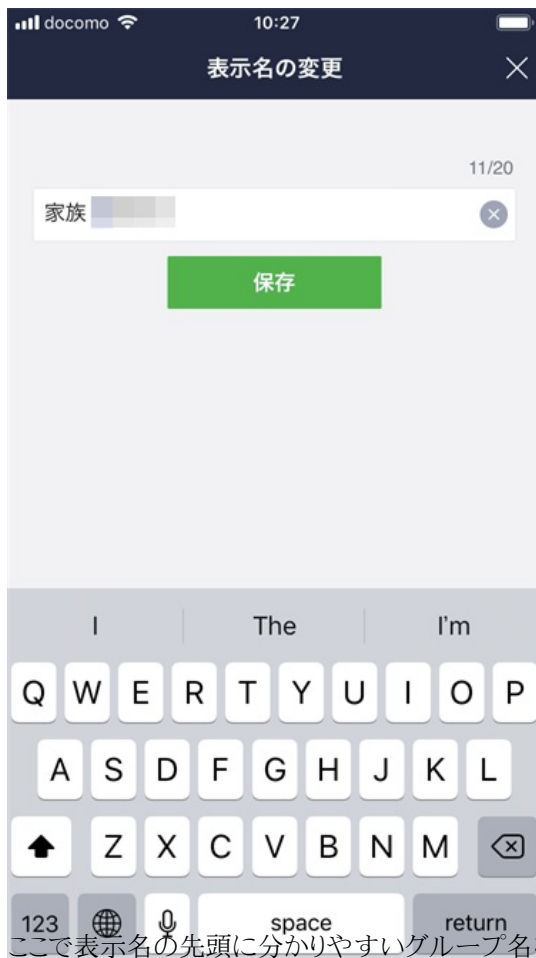 docomo 10:27
表示名の変更
11/20
家族
保存
I The I'm
Q W E R T Y U I O P
A S D F G H J K L
Z X C V B N M
123 space return
ここで表示名の先頭に分かりやすいグループ名